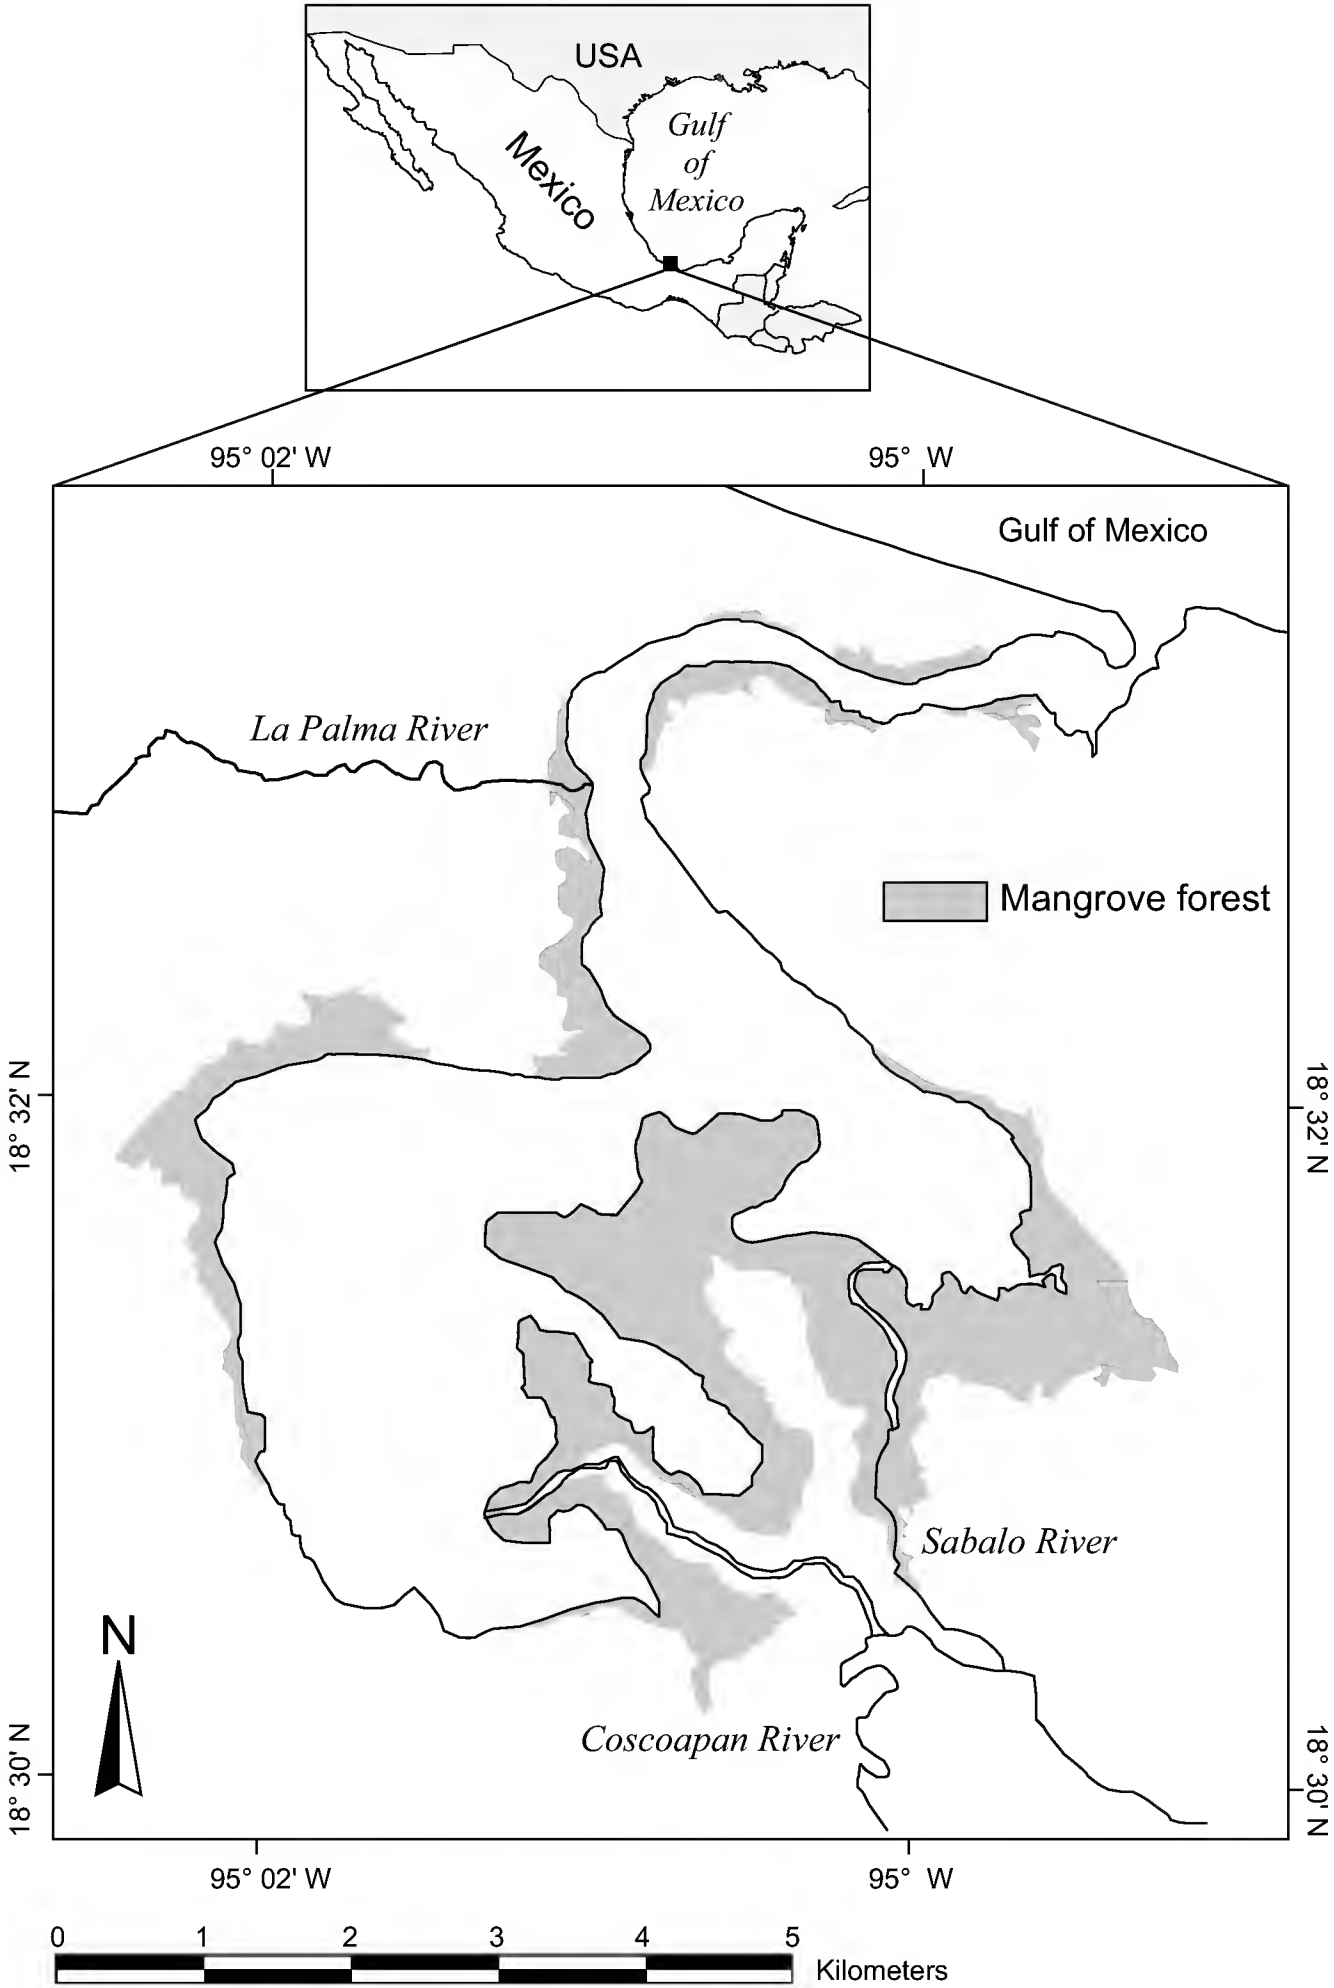 USA
Gulf
of
Mexico
Mexico
95° 02' W
95° W
Gulf of Mexico
La Palma River
Mangrove forest
18° 32' N
18° 32' N
Sabalo River
N
Coscoapan River
18° 30' N
18° 30' N
95° 02' W
95° W
0 1 2 3 4 5
Kilometers